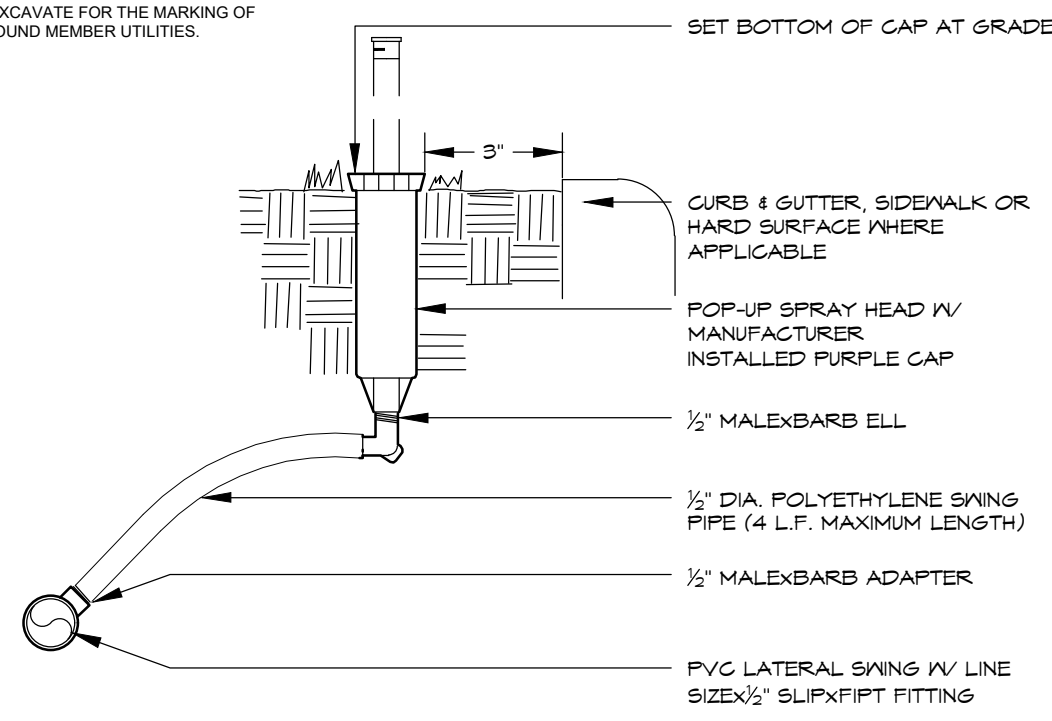 XCAVATE FOR THE MARKING OF
OUND MEMBER UTILITIES.
SET BOTTOM OF CAP AT GRADE
3"
CURB & GUTTER, SIDEWALK OR
HARD SURFACE WHERE
APPLICABLE
POP-UP SPRAY HEAD W/
MANUFACTURER
INSTALLED PURPLE CAP
½" MALExBARB ELL
½" DIA. POLYETHYLENE SWING
PIPE (4 L.F. MAXIMUM LENGTH)
½" MALExBARB ADAPTER
PVC LATERAL SWING W/ LINE
SIZEx½" SLIPxFIPT FITTING